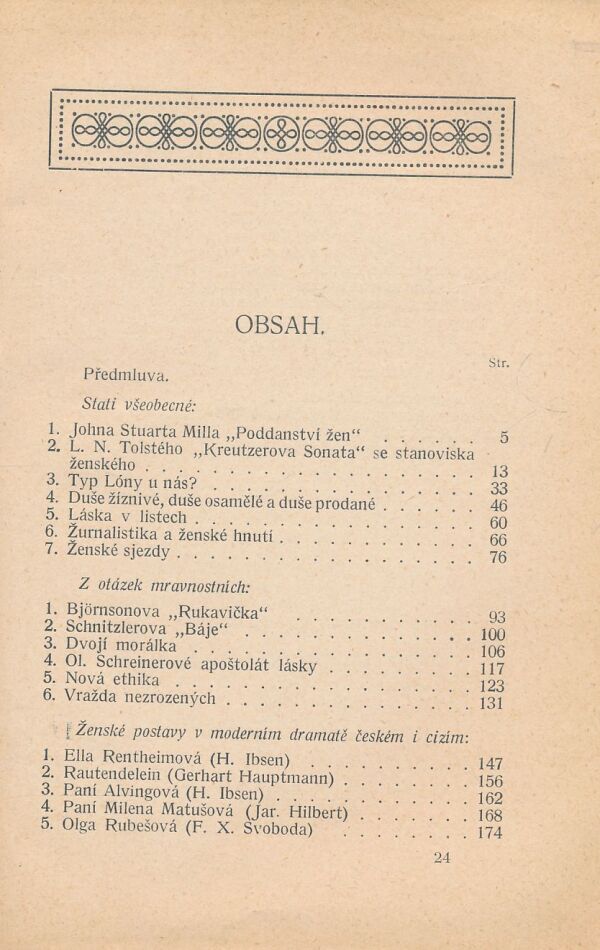 OBSAH.
Str.
Předmluva.
Stati všeobecné:
1. Johna Stuarta Milla „Poddanství žen“ . . . . . . 5
2. L. N. Tolstého „Kreutzerova Sonata“ se stanoviska
ženského . . . . . . . . . . . . . . . . 13
3. Typ Lóny u nás? . . . . . . . . . . . . . 33
4. Duše žíznivé, duše osamělé a duše prodané . . . . . 46
5. Láska v listech . . . . . . . . . . . . . . 60
6. Žurnalistika a ženské hnutí . . . . . . . . . . 66
7. Ženské sjezdy . . . . . . . . . . . . . . . 76
Z otázek mravnostních:
1. Björnsonova „Rukavička“ . . . . . . . . . 93
2. Schnitzlerova „Báje“ . . . . . . . . . . . . 100
3. Dvojí morálka . . . . . . . . . . . . . . 106
4. Ol. Schreinerové apoštolát lásky . . . . . . . . 117
5. Nová ethika . . . . . . . . . . . . . . . 123
6. Vražda nezrozených . . . . . . . . . . . . 131
Ženské postavy v moderním dramatě českém i cizím:
1. Ella Rentheimová (H. Ibsen) . . . . . . . . 147
2. Rautendelein (Gerhart Hauptmann) . . . . . . . 156
3. Paní Alvingová (H. Ibsen) . . . . . . . . . . 162
4. Paní Milena Matušová (Jar. Hilbert) . . . . . . 168
5. Olga Rubešová (F. X. Svoboda) . . . . . . . 174
24